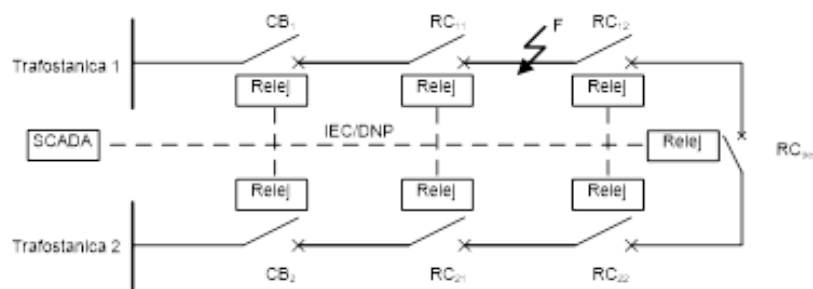 CB₁ RC₁₁ F RC₁₂
Trafostanica 1
Relej Relej Relej
IEC/DNP
SCADA Relej
Relej Relej Relej
Trafostanica 2
CB₂ RC₂₁ RC₂₂